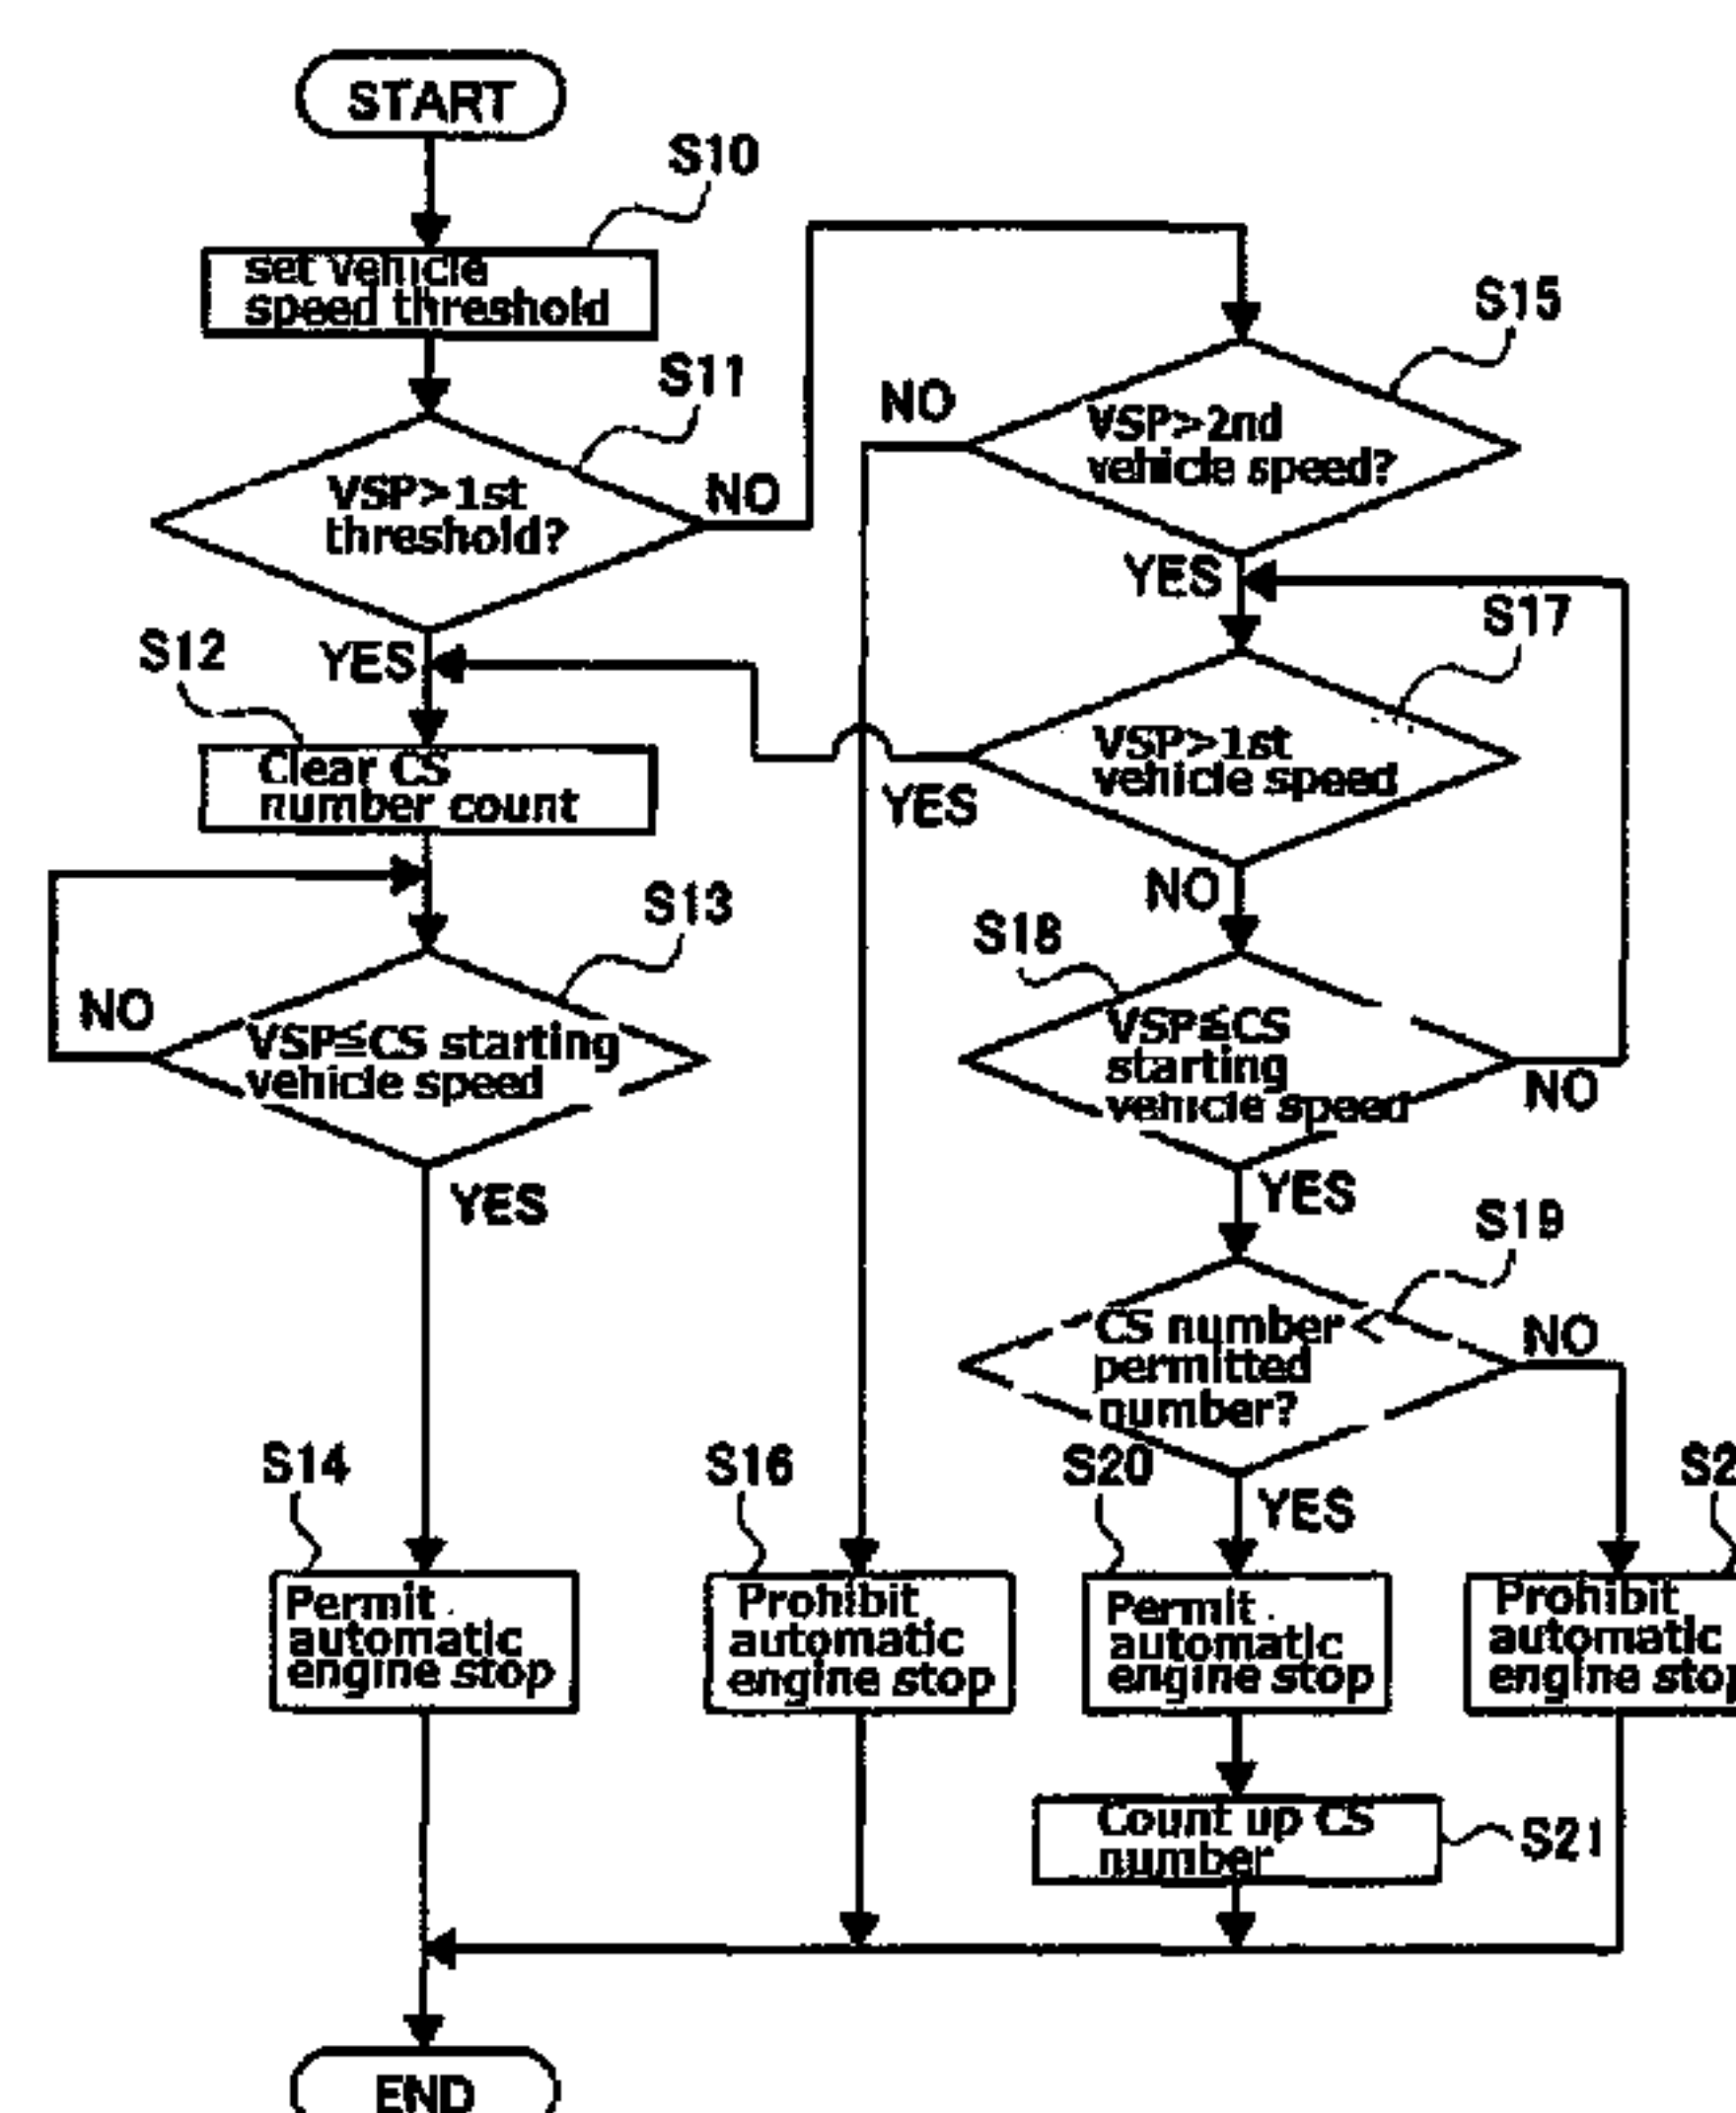 START
S10
set vehicle
speed threshold
S11
VSP>1st
threshold?
NO
YES
S12
Clear CS
number count
S13
VSP≦CS starting
vehicle speed
NO
YES
S14
Permit
automatic
engine stop
S15
VSP>2nd
vehicle speed?
NO
YES
S17
VSP>1st
vehicle speed
YES
NO
S18
VSP≦CS
starting
vehicle speed
NO
YES
S19
CS number <
permitted
number?
NO
YES
S16
Prohibit
automatic
engine stop
S20
Permit
automatic
engine stop
Prohibit
automatic
engine stop
Count up CS
number
S21
END